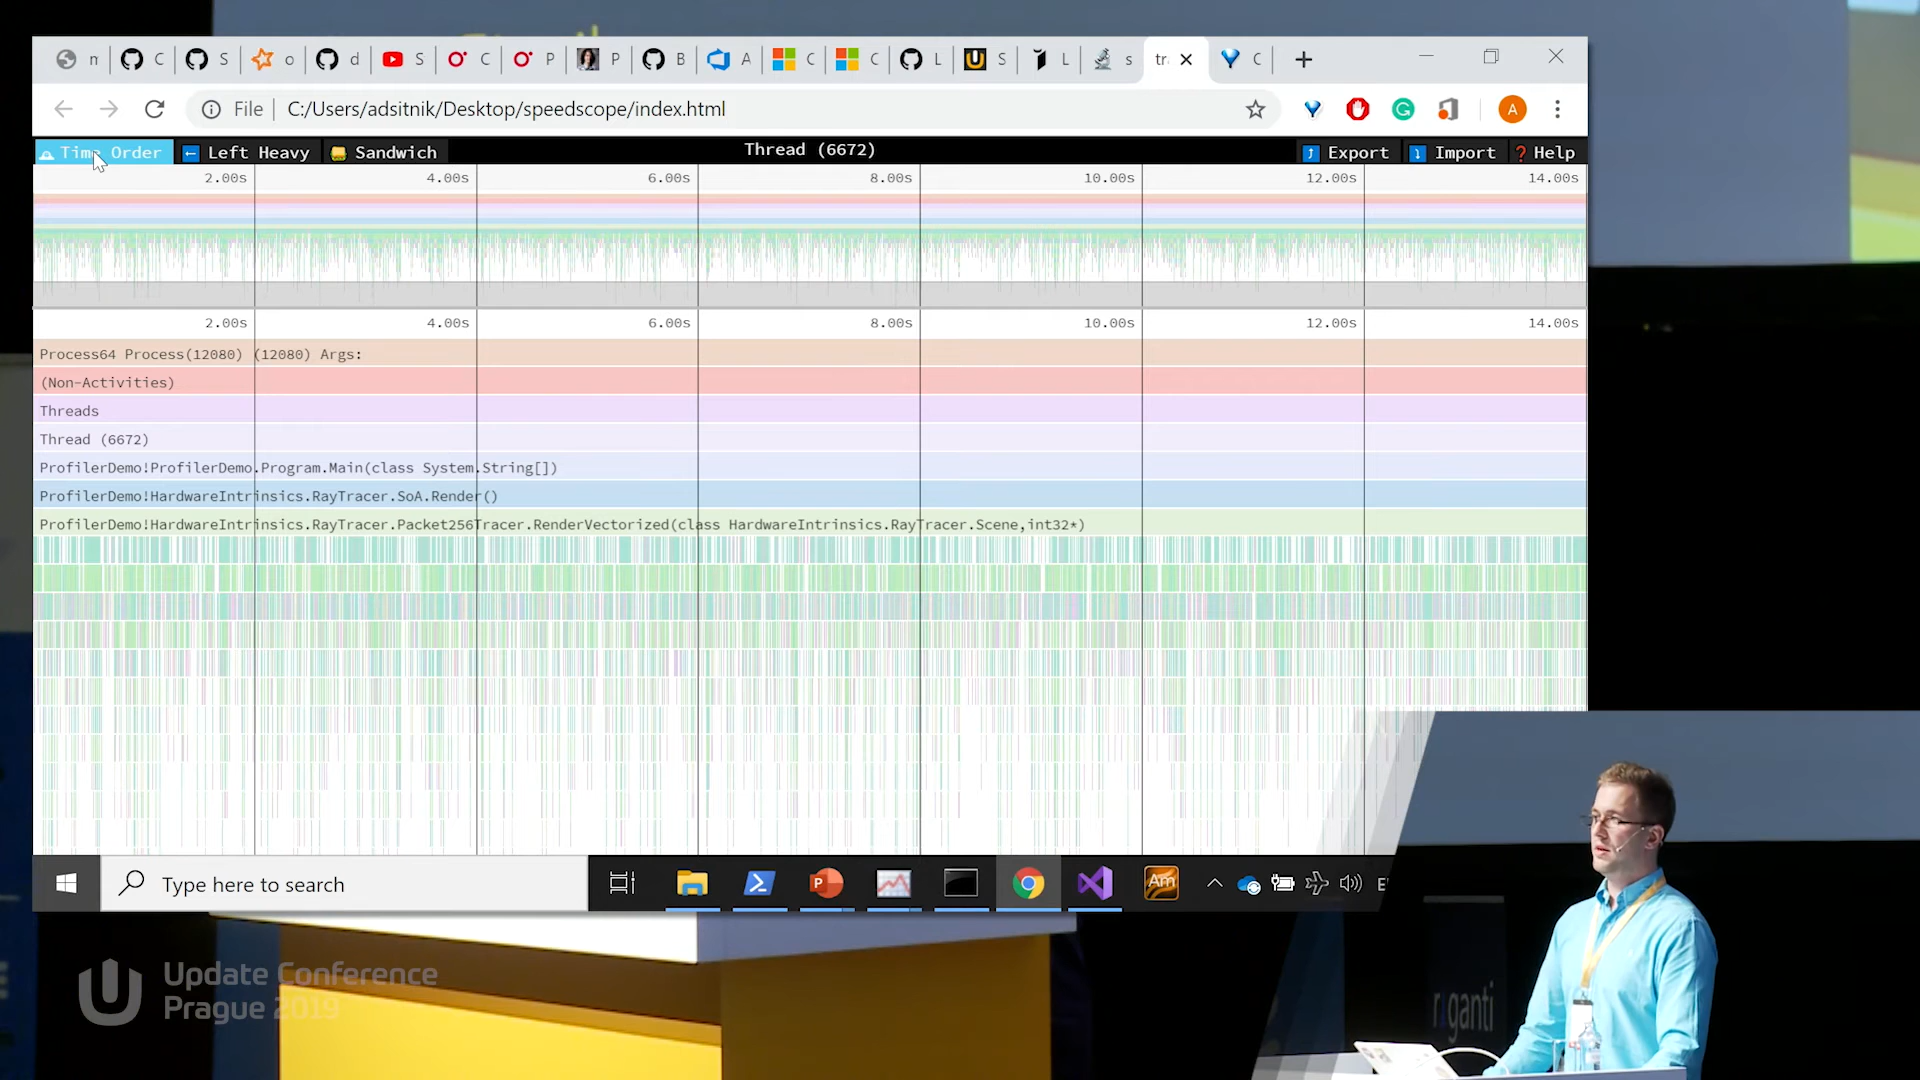 n C S o d S C P P B A C C L S L s tr C
File C:/Users/adsitnik/Desktop/speedscope/index.html
A
Time Order Left Heavy Sandwich Thread (6672) Export Import ? Help
2.00s 4.00s 6.00s 8.00s 10.00s 12.00s 14.00s
2.00s 4.00s 6.00s 8.00s 10.00s 12.00s 14.00s
Process64 Process(12080) (12080) Args:
(Non-Activities)
Threads
Thread (6672)
ProfilerDemo!ProfilerDemo.Program.Main(class System.String[])
ProfilerDemo!HardwareIntrinsics.RayTracer.SoA.Render()
ProfilerDemo!HardwareIntrinsics.RayTracer.Packet256Tracer.RenderVectorized(class HardwareIntrinsics.RayTracer.Scene,int32*)
Type here to search
Am
Update Conference
Prague 2019
riganti